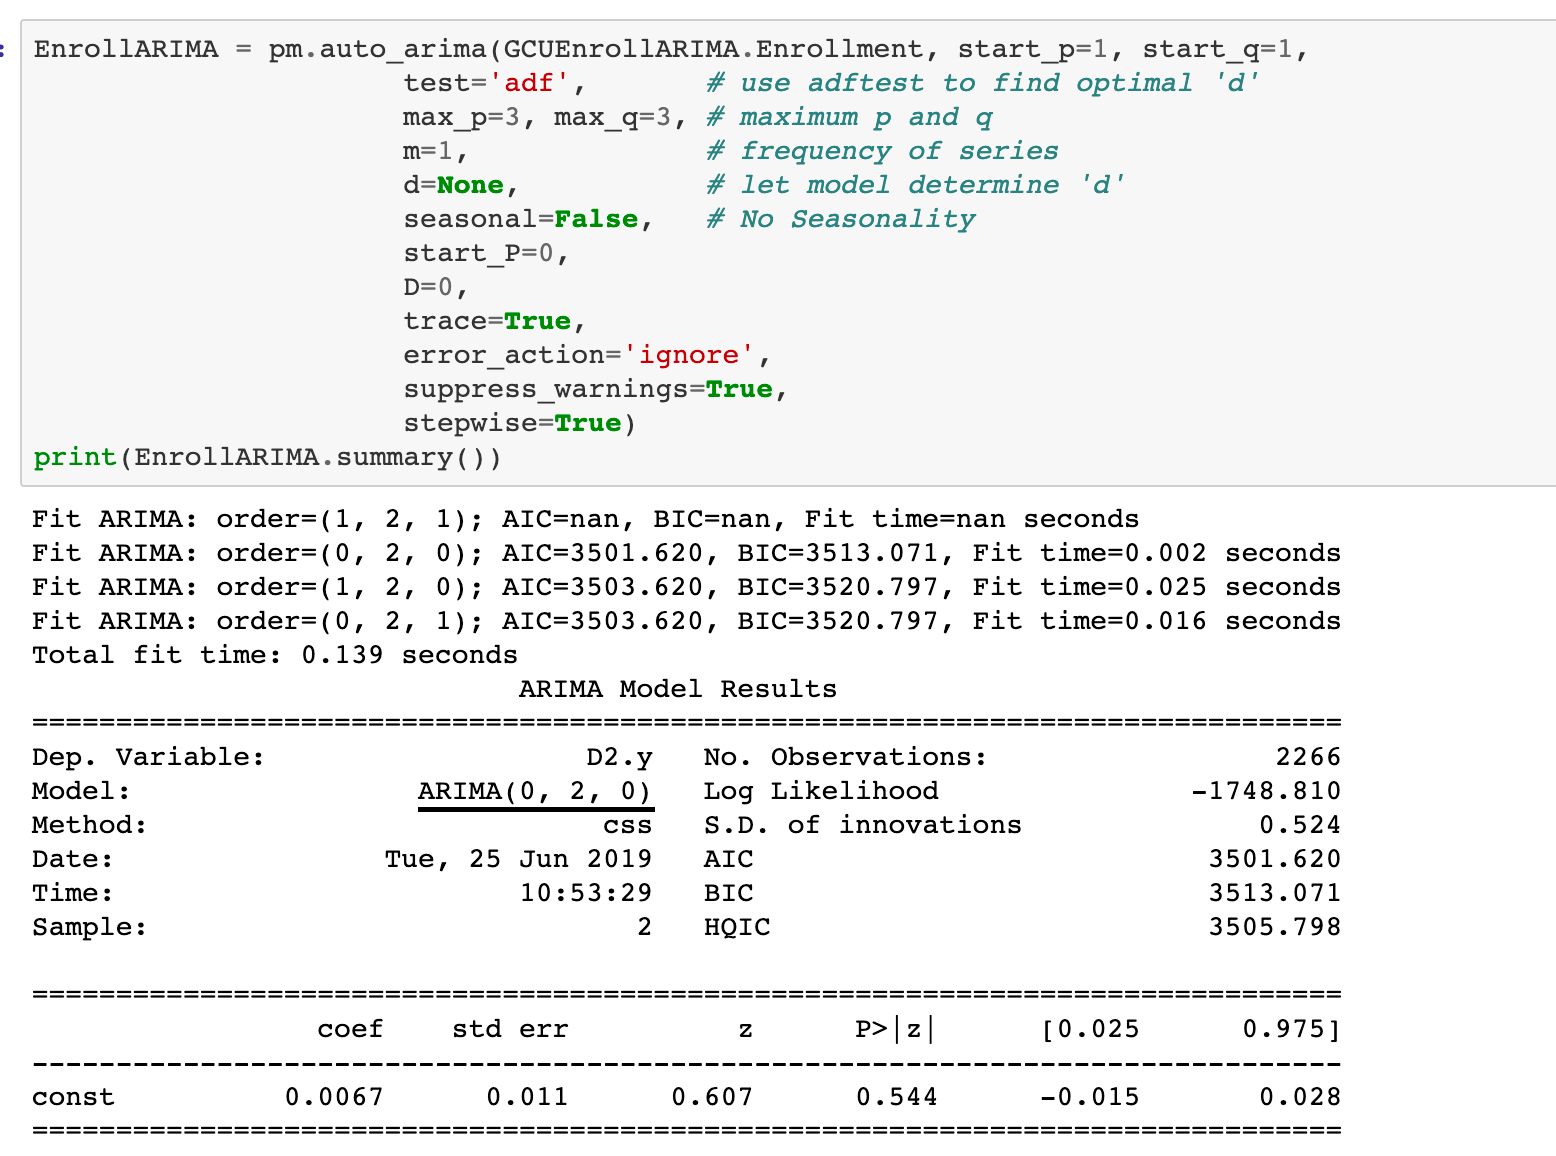 :
EnrollARIMA = pm.auto_arima(GCUEnrollARIMA.Enrollment, start_p=1, start_q=1,
                      test='adf',       # use adftest to find optimal 'd'
                      max_p=3, max_q=3, # maximum p and q
                      m=1,              # frequency of series
                      d=None,           # let model determine 'd'
                      seasonal=False,   # No Seasonality
                      start_P=0,
                      D=0,
                      trace=True,
                      error_action='ignore',
                      suppress_warnings=True,
                      stepwise=True)
print(EnrollARIMA.summary())
Fit ARIMA: order=(1, 2, 1); AIC=nan, BIC=nan, Fit time=nan seconds
Fit ARIMA: order=(0, 2, 0); AIC=3501.620, BIC=3513.071, Fit time=0.002 seconds
Fit ARIMA: order=(1, 2, 0); AIC=3503.620, BIC=3520.797, Fit time=0.025 seconds
Fit ARIMA: order=(0, 2, 1); AIC=3503.620, BIC=3520.797, Fit time=0.016 seconds
Total fit time: 0.139 seconds
                             ARIMA Model Results
==============================================================================
Dep. Variable:                   D2.y   No. Observations:                 2266
Model:                 ARIMA(0, 2, 0)   Log Likelihood               -1748.810
Method:                           css   S.D. of innovations              0.524
Date:                Tue, 25 Jun 2019   AIC                           3501.620
Time:                        10:53:29   BIC                           3513.071
Sample:                             2   HQIC                          3505.798

==============================================================================
                 coef    std err          z      P>|z|      [0.025      0.975]
------------------------------------------------------------------------------
const          0.0067      0.011      0.607      0.544      -0.015       0.028
==============================================================================